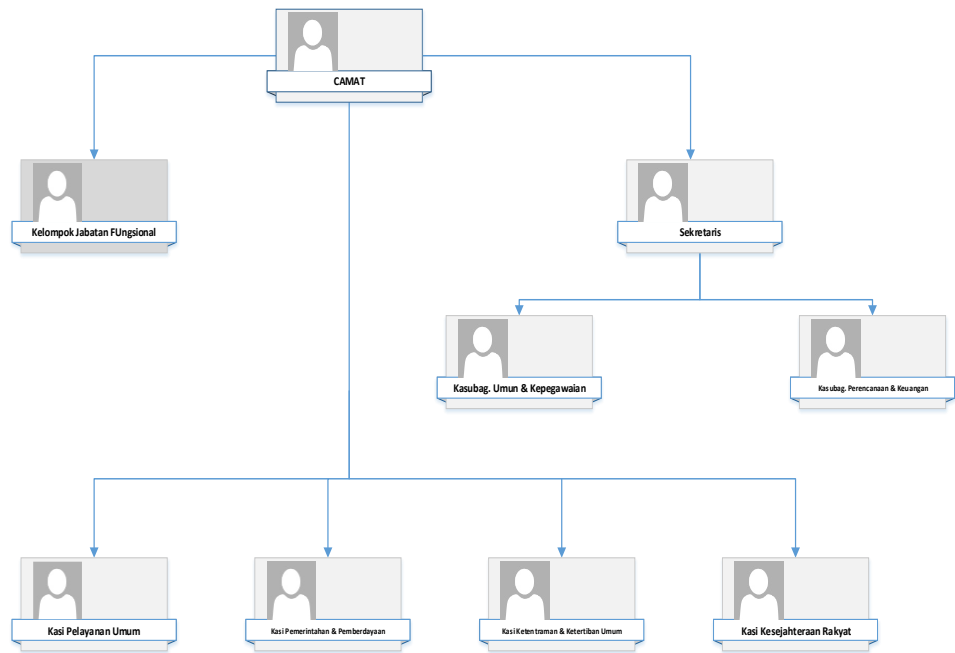 CAMAT
Kelompok Jabatan FUngsional
Sekretaris
Kasubag. Umun & Kepegawaian
Kasubag. Perencanaan & Keuangan
Kasi Pelayanan Umum
Kasi Pemerintahan & Pemberdayaan
Kasi Ketentraman & Ketertiban Umum
Kasi Kesejahteraan Rakyat